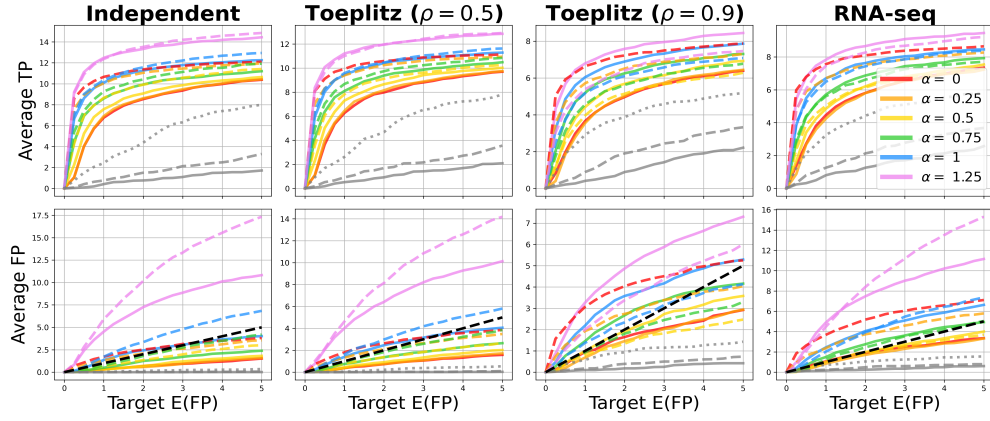 Independent
Toeplitz (ρ = 0.5)
Toeplitz (ρ = 0.9)
RNA-seq
Average TP
14
12
10
8
6
4
2
0
12
10
8
6
4
2
0
8
6
4
2
0
8
6
4
2
0
α = 0
α = 0.25
α = 0.5
α = 0.75
α = 1
α = 1.25
Average FP
17.5
15.0
12.5
10.0
7.5
5.0
2.5
0.0
14
12
10
8
6
4
2
0
7
6
5
4
3
2
1
0
16
14
12
10
8
6
4
2
0
0 1 2 3 4 5
0 1 2 3 4 5
0 1 2 3 4 5
0 1 2 3 4 5
Target E(FP)
Target E(FP)
Target E(FP)
Target E(FP)